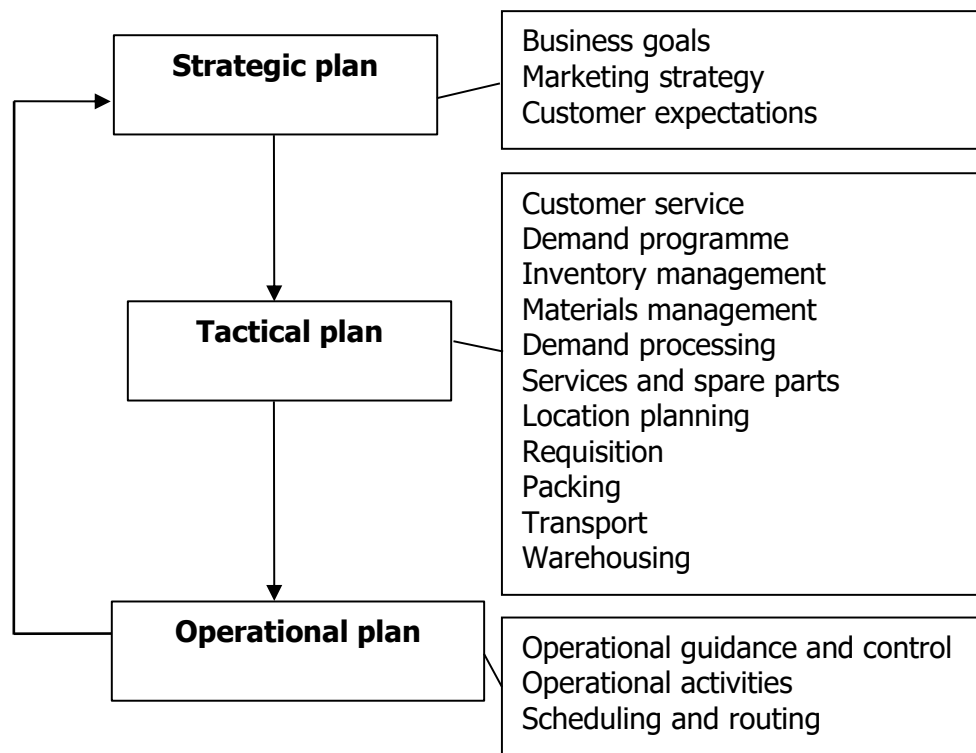 Strategic plan
Business goals
Marketing strategy
Customer expectations
Tactical plan
Customer service
Demand programme
Inventory management
Materials management
Demand processing
Services and spare parts
Location planning
Requisition
Packing
Transport
Warehousing
Operational plan
Operational guidance and control
Operational activities
Scheduling and routing